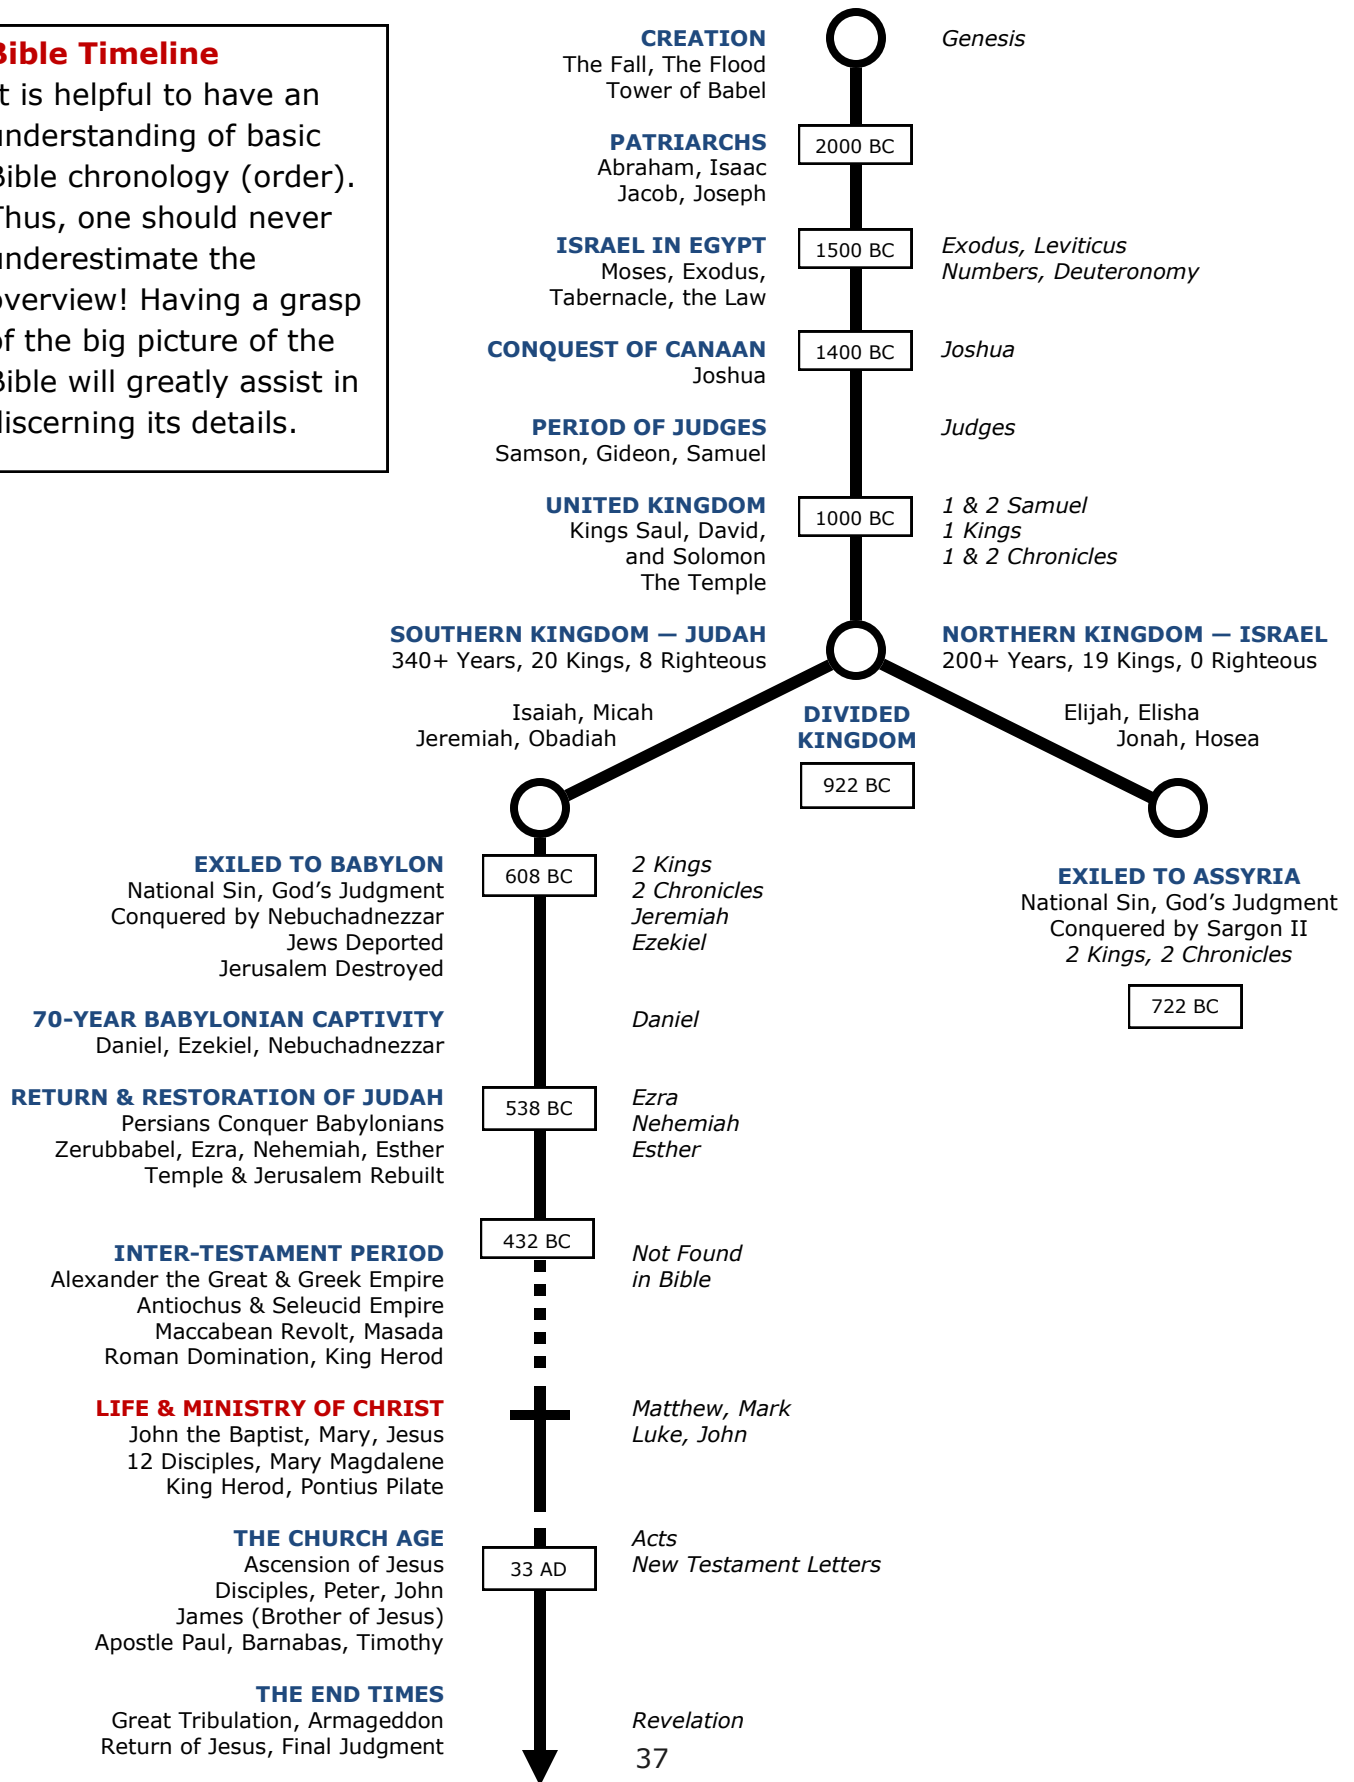 Bible Timeline
t is helpful to have an
understanding of basic
Bible chronology (order).
Thus, one should never
underestimate the
overview! Having a grasp
of the big picture of the
Bible will greatly assist in
discerning its details.
CREATION
The Fall, The Flood
Tower of Babel
Genesis
PATRIARCHS
Abraham, Isaac
Jacob, Joseph
2000 BC
ISRAEL IN EGYPT
Moses, Exodus,
Tabernacle, the Law
1500 BC
Exodus, Leviticus
Numbers, Deuteronomy
CONQUEST OF CANAAN
Joshua
1400 BC
Joshua
PERIOD OF JUDGES
Samson, Gideon, Samuel
Judges
UNITED KINGDOM
Kings Saul, David,
and Solomon
The Temple
1000 BC
1 & 2 Samuel
1 Kings
1 & 2 Chronicles
SOUTHERN KINGDOM — JUDAH
340+ Years, 20 Kings, 8 Righteous
NORTHERN KINGDOM — ISRAEL
200+ Years, 19 Kings, 0 Righteous
Isaiah, Micah
Jeremiah, Obadiah
DIVIDED
KINGDOM
922 BC
Elijah, Elisha
Jonah, Hosea
EXILED TO BABYLON
National Sin, God’s Judgment
Conquered by Nebuchadnezzar
Jews Deported
Jerusalem Destroyed
608 BC
2 Kings
2 Chronicles
Jeremiah
Ezekiel
EXILED TO ASSYRIA
National Sin, God’s Judgment
Conquered by Sargon II
2 Kings, 2 Chronicles
722 BC
70-YEAR BABYLONIAN CAPTIVITY
Daniel, Ezekiel, Nebuchadnezzar
Daniel
RETURN & RESTORATION OF JUDAH
Persians Conquer Babylonians
Zerubbabel, Ezra, Nehemiah, Esther
Temple & Jerusalem Rebuilt
538 BC
Ezra
Nehemiah
Esther
432 BC
INTER-TESTAMENT PERIOD
Alexander the Great & Greek Empire
Antiochus & Seleucid Empire
Maccabean Revolt, Masada
Roman Domination, King Herod
Not Found
in Bible
LIFE & MINISTRY OF CHRIST
John the Baptist, Mary, Jesus
12 Disciples, Mary Magdalene
King Herod, Pontius Pilate
Matthew, Mark
Luke, John
THE CHURCH AGE
Ascension of Jesus
Disciples, Peter, John
James (Brother of Jesus)
Apostle Paul, Barnabas, Timothy
33 AD
Acts
New Testament Letters
THE END TIMES
Great Tribulation, Armageddon
Return of Jesus, Final Judgment
Revelation
37